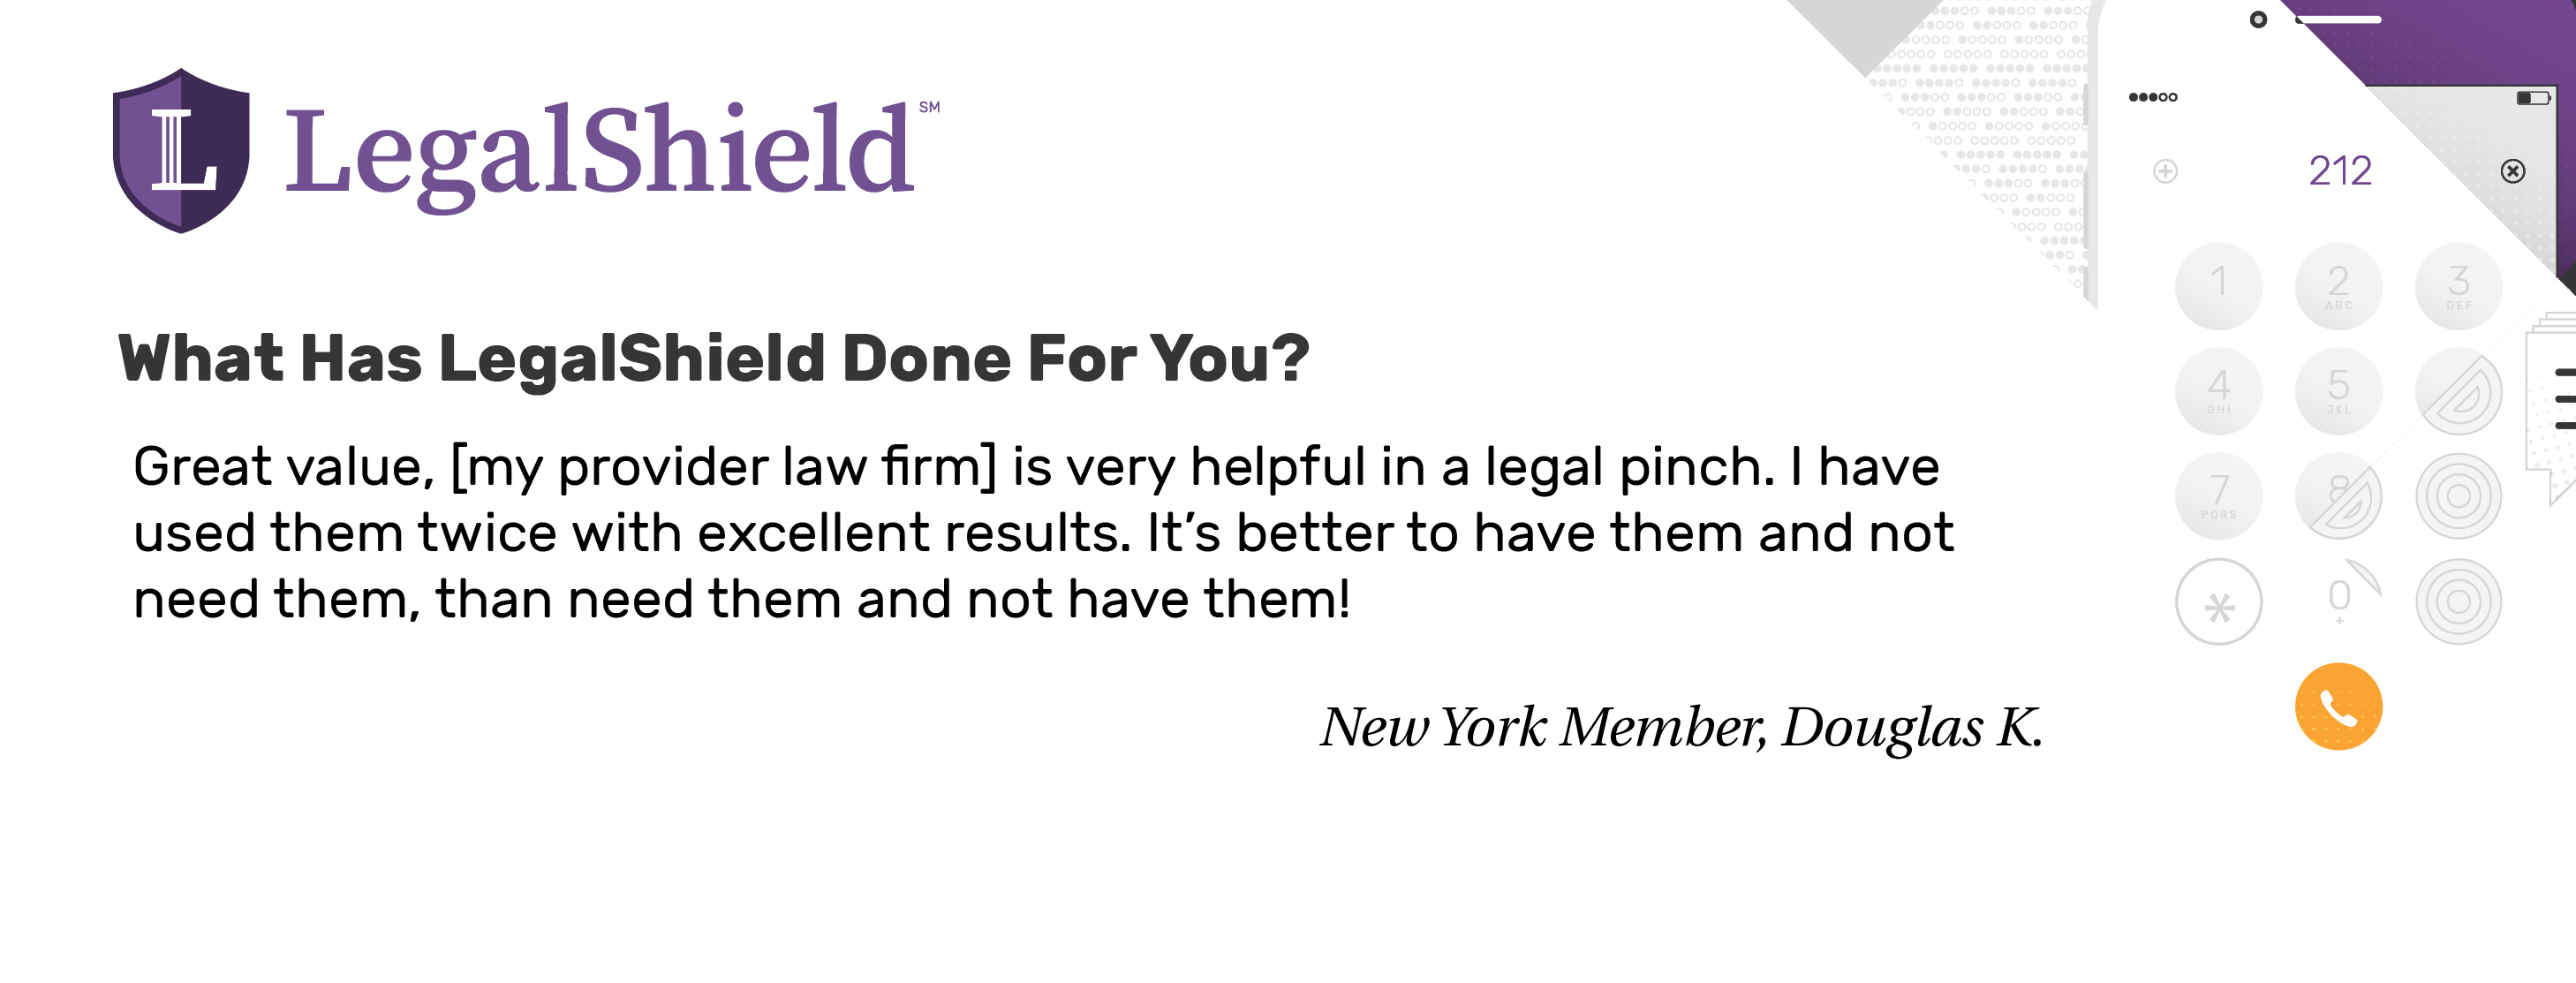 L LegalShield SM
212
What Has LegalShield Done For You?
Great value, [my provider law firm] is very helpful in a legal pinch. I have
used them twice with excellent results. It’s better to have them and not
need them, than need them and not have them!
New York Member, Douglas K.
1 2 3
ABC DEF
4 5
GHI JKL
7 8
PQRS
* 0
+